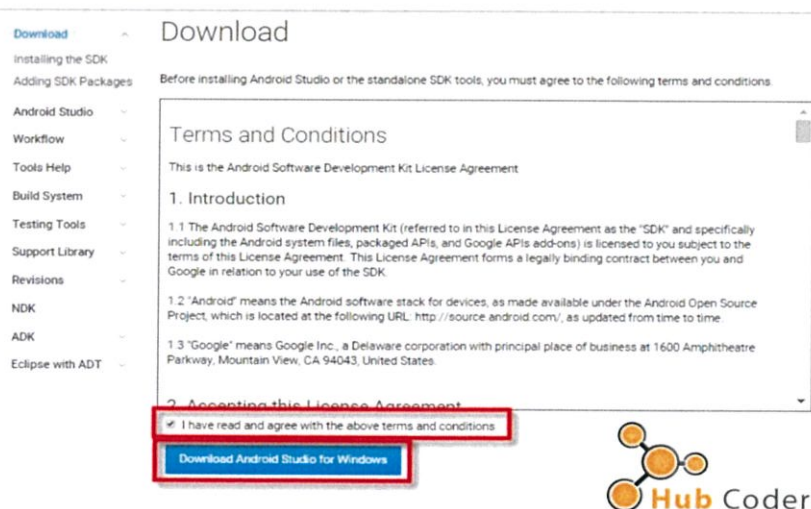 Download
Installing the SDK
Adding SDK Packages
Android Studio
Workflow
Tools Help
Build System
Testing Tools
Support Library
Revisions
NDK
ADK
Eclipse with ADT
Download
Before installing Android Studio or the standalone SDK tools, you must agree to the following terms and conditions.
Terms and Conditions
This is the Android Software Development Kit License Agreement
1. Introduction
1.1 The Android Software Development Kit (referred to in this License Agreement as the "SDK" and specifically
including the Android system files, packaged APIs, and Google APIs add-ons) is licensed to you subject to the
terms of this License Agreement. This License Agreement forms a legally binding contract between you and
Google in relation to your use of the SDK.
1.2 "Android" means the Android software stack for devices, as made available under the Android Open Source
Project, which is located at the following URL: http://source.android.com/, as updated from time to time.
1.3 "Google" means Google Inc., a Delaware corporation with principal place of business at 1600 Amphitheatre
Parkway, Mountain View, CA 94043, United States.
2. Accepting this License Agreement
I have read and agree with the above terms and conditions
Download Android Studio for Windows
Hub Coder